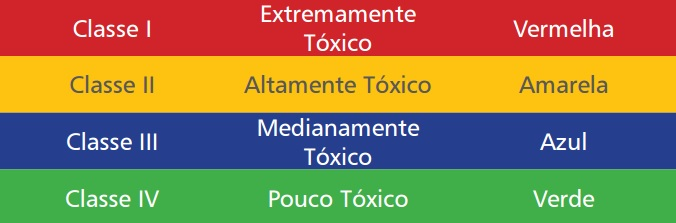 Classe I Extremamente Tóxico Vermelha
Classe II Altamente Tóxico Amarela
Classe III Medianamente Tóxico Azul
Classe IV Pouco Tóxico Verde